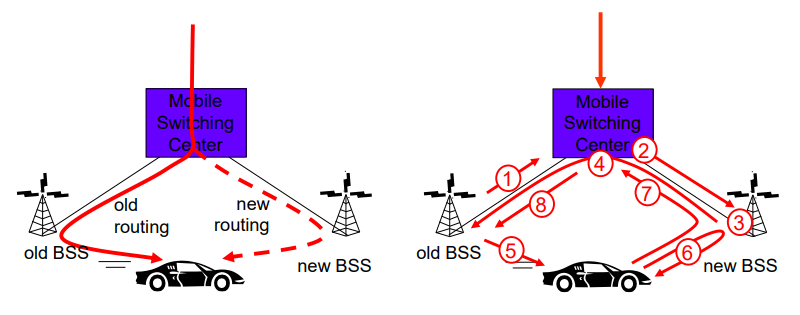 Mobile
Switching
Center
old
routing
new
routing
old BSS
new BSS
Mobile
Switching
Center
1
2
3
4
5
6
7
8
old BSS
new BSS